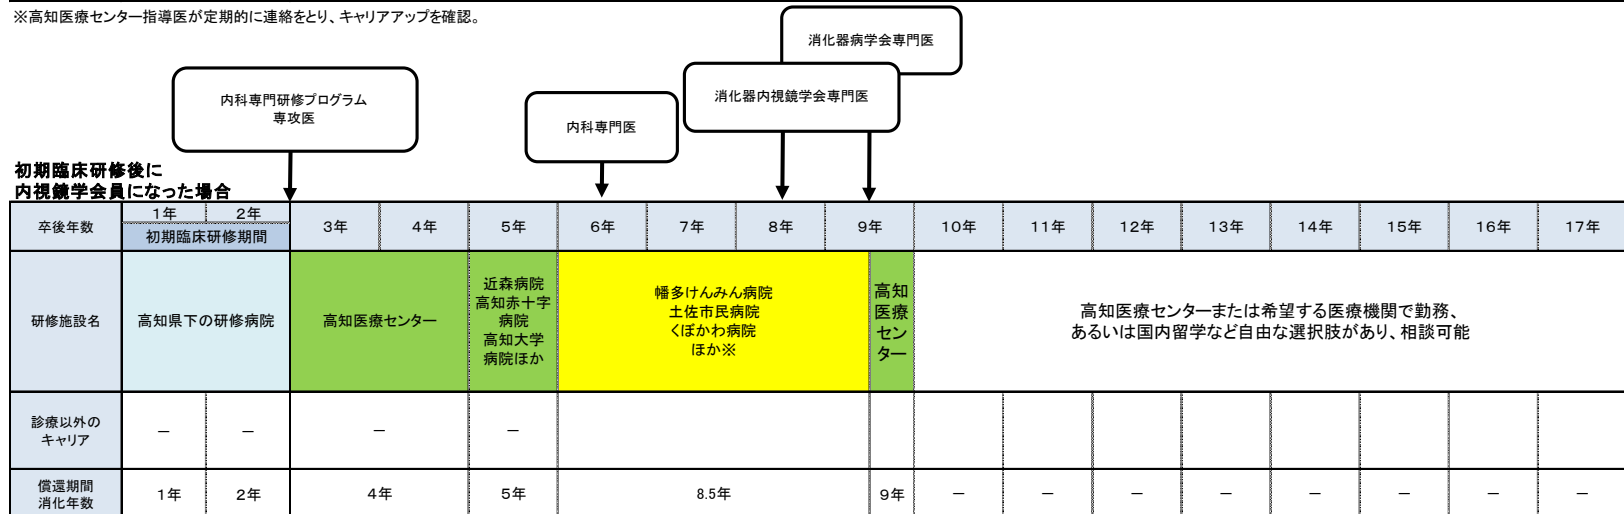 ※高知医療センター指導医が定期的に連絡をとり、キャリアアップを確認。
消化器病学会専門医
消化器内視鏡学会専門医
内科専門研修プログラム
専攻医
内科専門医
初期臨床研修後に
内視鏡学会員になった場合
卒後年数
1年
2年
初期臨床研修期間
3年
4年
5年
6年
7年
8年
9年
10年
11年
12年
13年
14年
15年
16年
17年
研修施設名
高知県下の研修病院
高知医療センター
近森病院
高知赤十字
病院
高知大学
病院ほか
幡多けんみん病院
土佐市民病院
くぼかわ病院
ほか※
高知
医療
セン
ター
高知医療センターまたは希望する医療機関で勤務、
あるいは国内留学など自由な選択肢があり、相談可能
診療以外の
キャリア
－
－
－
－
償還期間
消化年数
1年
2年
4年
5年
8.5年
9年
－
－
－
－
－
－
－
－